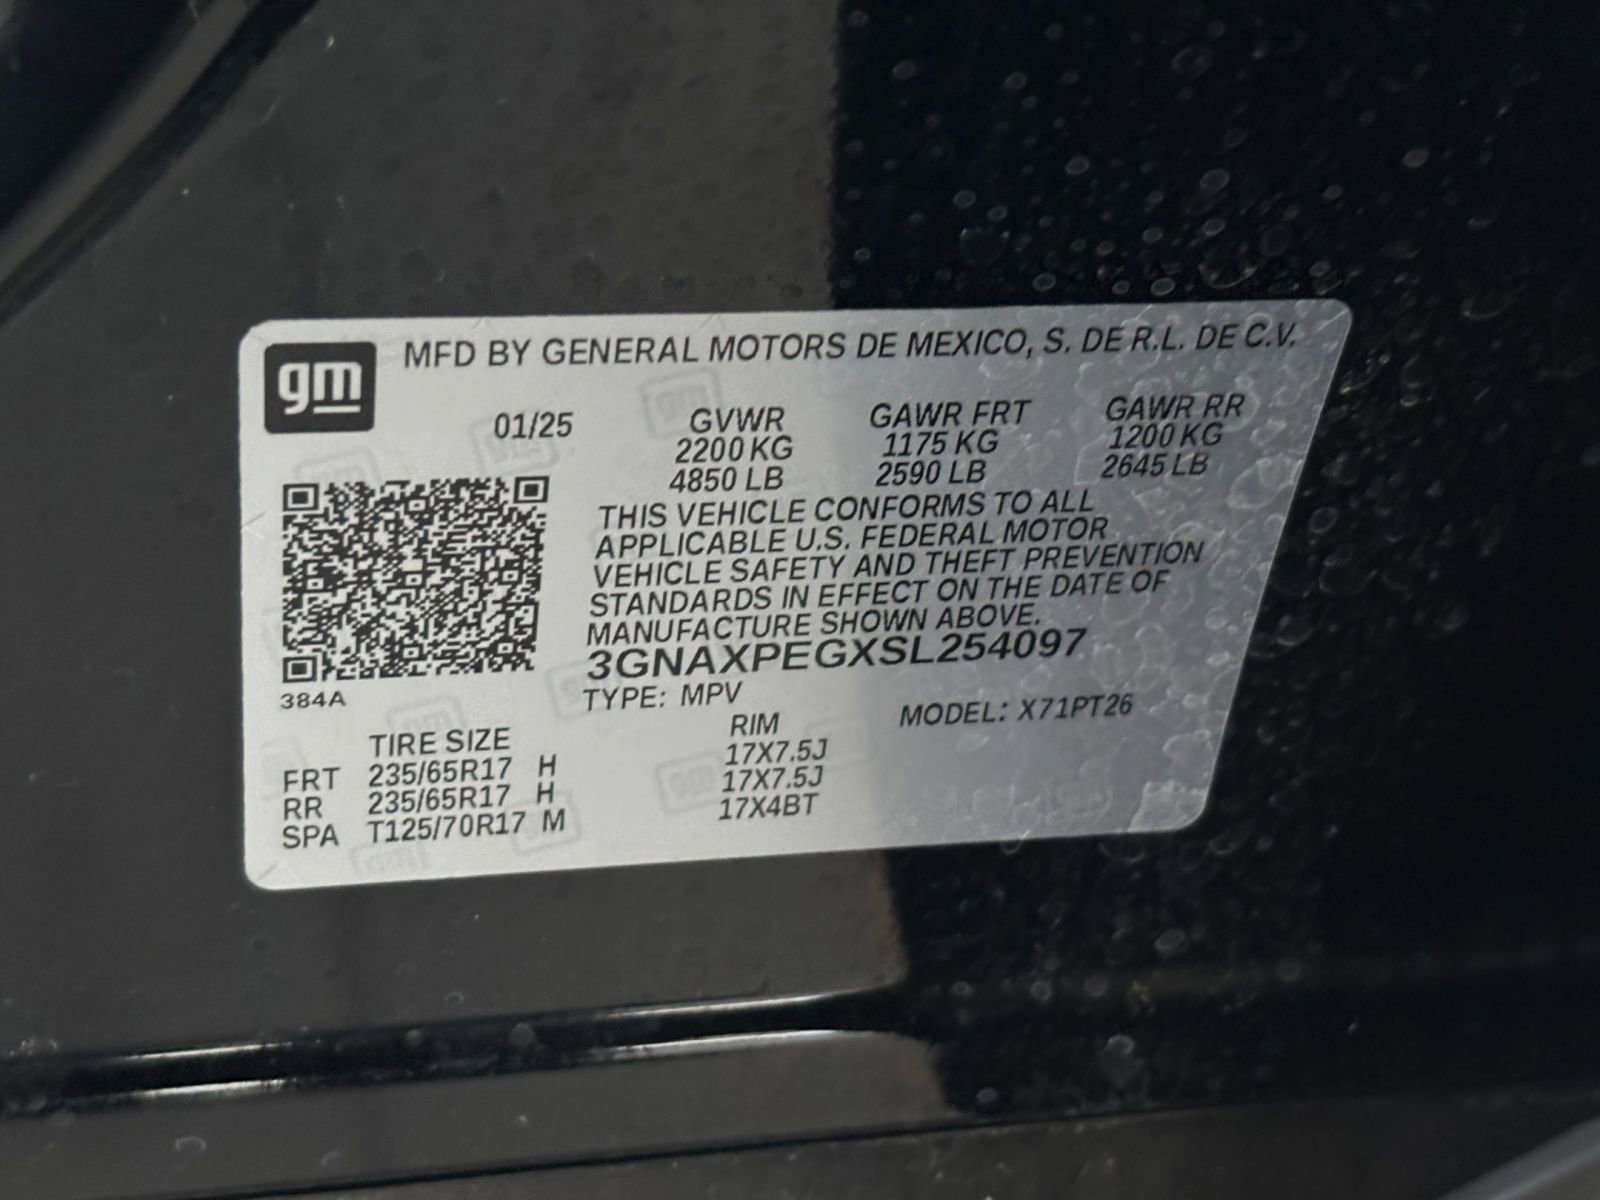 gm
MFD BY GENERAL MOTORS DE MEXICO, S. DE R.L. DE C.V.
01/25 GVWR GAWR FRT GAWR RR
2200 KG 1175 KG 1200 KG
4850 LB 2590 LB 2645 LB
THIS VEHICLE CONFORMS TO ALL
APPLICABLE U.S. FEDERAL MOTOR
VEHICLE SAFETY AND THEFT PREVENTION
STANDARDS IN EFFECT ON THE DATE OF
MANUFACTURE SHOWN ABOVE.
3GNAXPEGXSL254097
384A
TYPE: MPV MODEL: X71PT26
TIRE SIZE RIM
FRT 235/65R17 H 17X7.5J
RR 235/65R17 H 17X7.5J
SPA T125/70R17 M 17X4BT